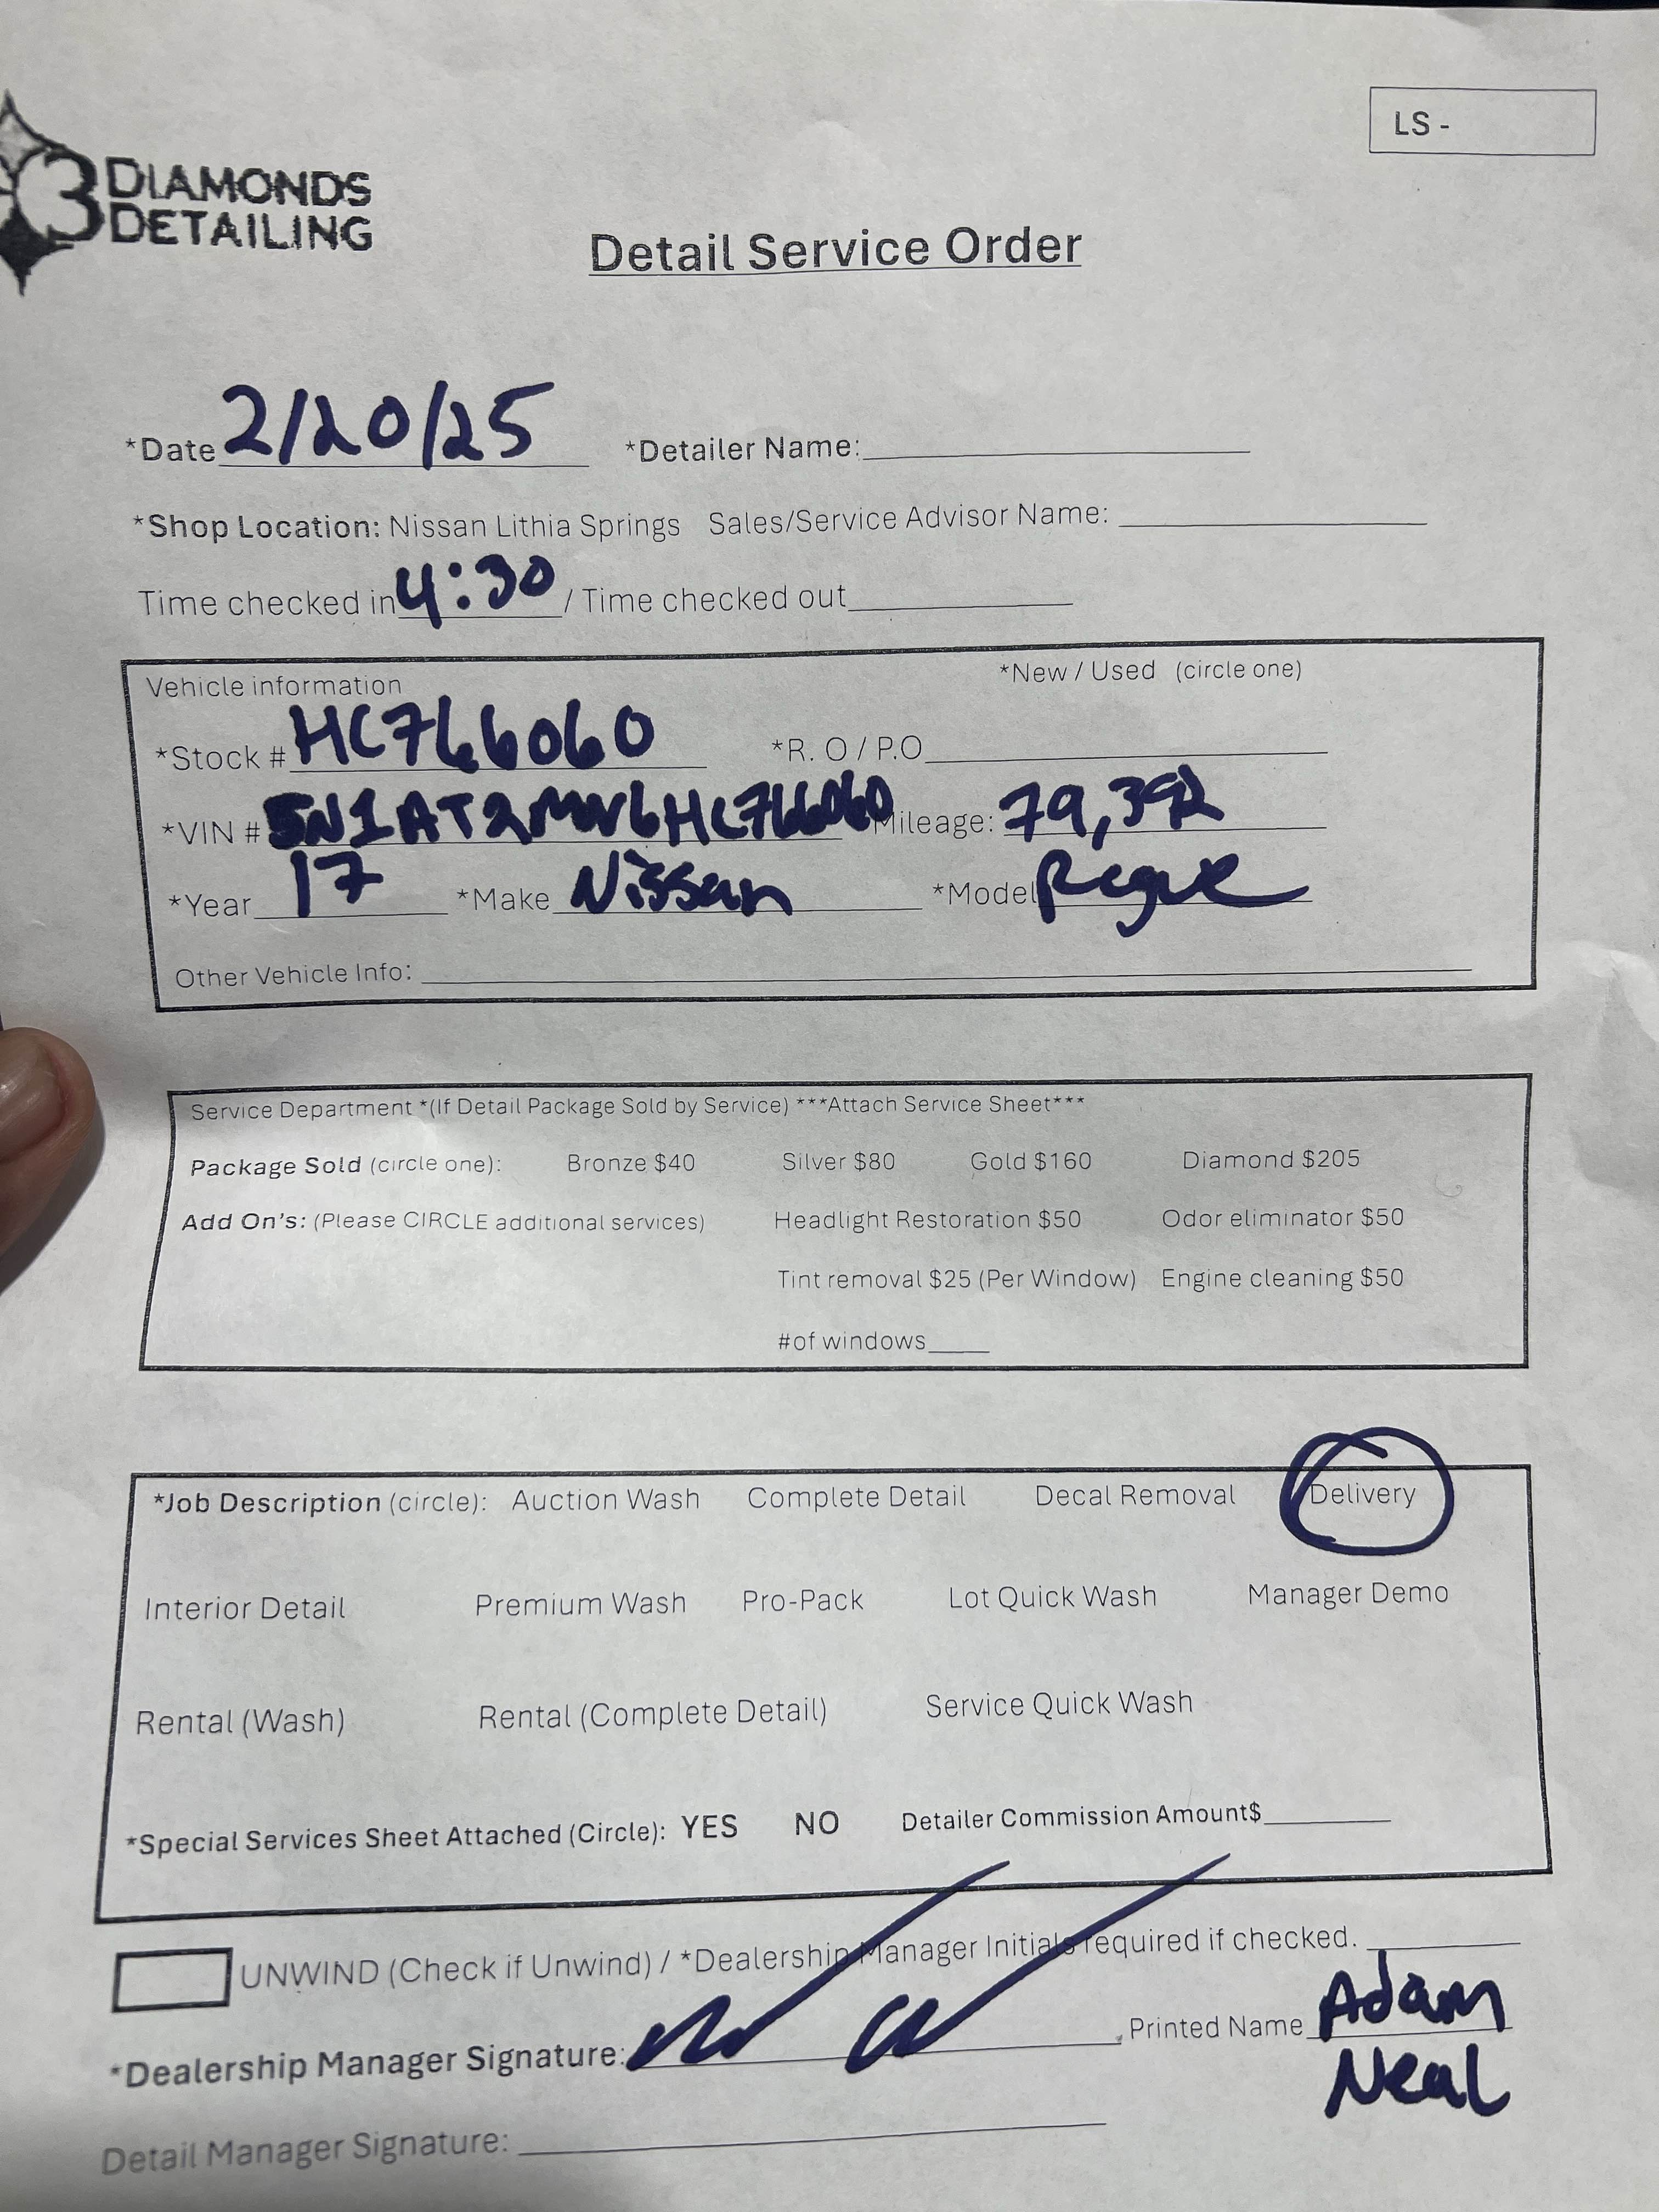 LS -
3 DIAMONDS
DETAILING
Detail Service Order
*Date 2/20/25 *Detailer Name:
*Shop Location: Nissan Lithia Springs Sales/Service Advisor Name:
Time checked in 4:30 / Time checked out
Vehicle information *New / Used (circle one)
*Stock # HC766060 *R. O / P.O
*VIN # 5N1AT2MV6HC766060 Mileage: 79,392
*Year 17 *Make Nissan *Model Rogue
Other Vehicle Info:
Service Department *(If Detail Package Sold by Service) ***Attach Service Sheet***
Package Sold (circle one): Bronze $40 Silver $80 Gold $160 Diamond $205
Add On's: (Please CIRCLE additional services) Headlight Restoration $50 Odor eliminator $50
Tint removal $25 (Per Window) Engine cleaning $50
#of windows
*Job Description (circle): Auction Wash Complete Detail Decal Removal Delivery
Interior Detail Premium Wash Pro-Pack Lot Quick Wash Manager Demo
Rental (Wash) Rental (Complete Detail) Service Quick Wash
*Special Services Sheet Attached (Circle): YES NO Detailer Commission Amount$
UNWIND (Check if Unwind) / *Dealership Manager Initials required if checked.
*Dealership Manager Signature: Printed Name Adam
Neal
Detail Manager Signature: